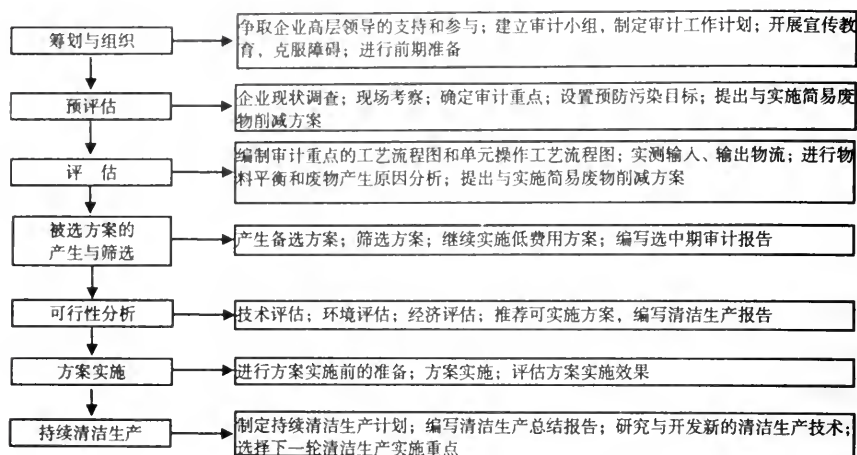 筹划与组织
争取企业高层领导的支持和参与；建立审计小组，制定审计工作计划；开展宣传教
育，克服障碍；进行前期准备
预评估
企业现状调查；现场考察；确定审计重点；设置预防污染目标；提出与实施简易废
物削减方案
评 估
编制审计重点的工艺流程图和单元操作工艺流程图；实测输入、输出物流；进行物
料平衡和废物产生原因分析；提出与实施简易废物削减方案
被选方案的
产生与筛选
产生备选方案；筛选方案；继续实施低费用方案；编写选中期审计报告
可行性分析
技术评估；环境评估；经济评估；推荐可实施方案，编写清洁生产报告
方案实施
进行方案实施前的准备；方案实施；评估方案实施效果
持续清洁生产
制定持续清洁生产计划；编写清洁生产总结报告；研究与开发新的清洁生产技术；
选择下一轮清洁生产实施重点